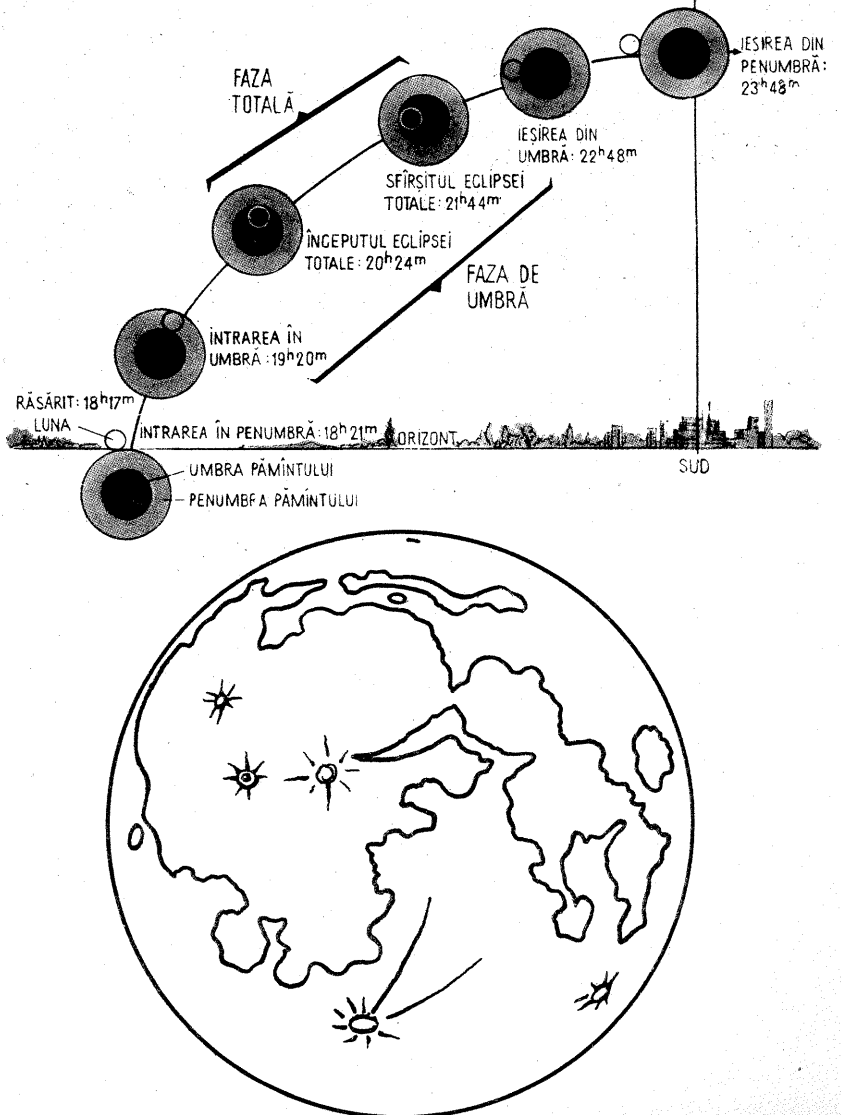 IEȘIREA DIN
PENUMBRĂ:
23ʰ48ᵐ
FAZA
TOTALĂ
IEȘIREA DIN
UMBRĂ: 22ʰ48ᵐ
SFÎRȘITUL ECLIPSEI
TOTALE: 21ʰ44ᵐ
ÎNCEPUTUL ECLIPSEI
TOTALE: 20ʰ24ᵐ
FAZA DE
UMBRĂ
INTRAREA ÎN
UMBRĂ: 19ʰ20ᵐ
RĂSĂRIT: 18ʰ17ᵐ
LUNA
INTRAREA ÎN PENUMBRĂ: 18ʰ21ᵐ
ORIZONT
SUD
UMBRA PĂMÎNTULUI
PENUMBRA PĂMÎNTULUI